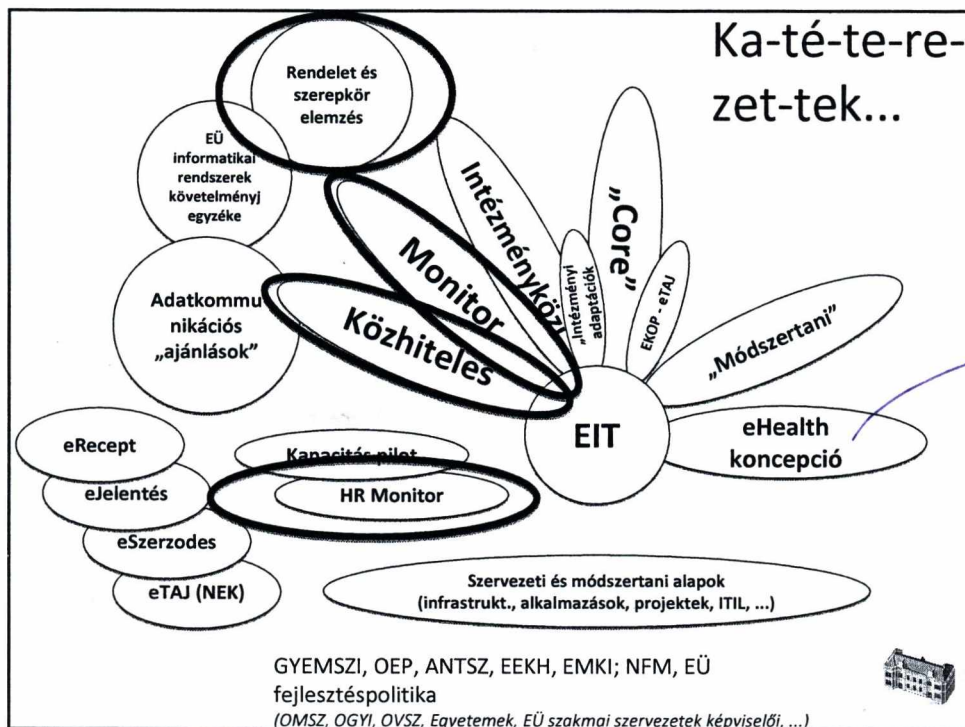 Ka-té-te-re-
zet-tek...
Rendelet és
szerepkör
elemzés
EÜ
informatikai
rendszerek
követelményj
egyzéke
Adatkommu
nikációs
„ajánlások”
Intézményközi
Monitor
Közhiteles
„Intézményi
adaptációk
„Core”
EKOP - eTAJ
„Módszertani”
EIT
eHealth
koncepció
eRecept
eJelentés
eSzerzodes
eTAJ (NEK)
Kapacitás pilot
HR Monitor
Szervezeti és módszertani alapok
(infrastrukt., alkalmazások, projektek, ITIL, ...)
GYEMSZI, OEP, ANTSZ, EEKH, EMKI; NFM, EÜ
fejlesztéspolitika
(OMSZ, OGYI, OVSZ, Egyetemek, EÜ szakmai szervezetek képviselői, ...)